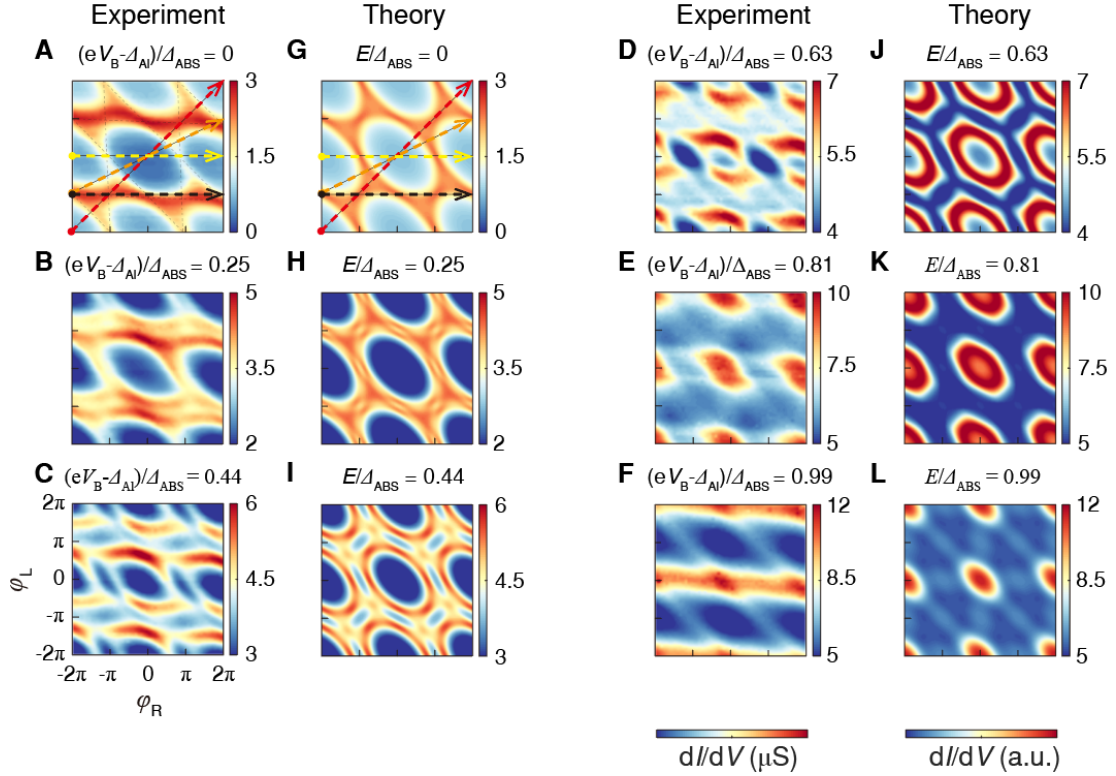 Experiment Theory Experiment Theory
A (eV_B-Δ_Al)/Δ_ABS = 0
G E/Δ_ABS = 0
D (eV_B-Δ_Al)/Δ_ABS = 0.63
J E/Δ_ABS = 0.63
3
1.5
0
3
1.5
0
7
5.5
4
7
5.5
4
B (eV_B-Δ_Al)/Δ_ABS = 0.25
H E/Δ_ABS = 0.25
E (eV_B-Δ_Al)/Δ_ABS = 0.81
K E/Δ_ABS = 0.81
5
3.5
2
5
3.5
2
10
7.5
5
10
7.5
5
C (eV_B-Δ_Al)/Δ_ABS = 0.44
I E/Δ_ABS = 0.44
F (eV_B-Δ_Al)/Δ_ABS = 0.99
L E/Δ_ABS = 0.99
2π
π
0
-π
-2π
φ_L
6
4.5
3
6
4.5
3
12
8.5
5
12
8.5
5
-2π -π 0 π 2π
φ_R
dI/dV (μS)
dI/dV (a.u.)